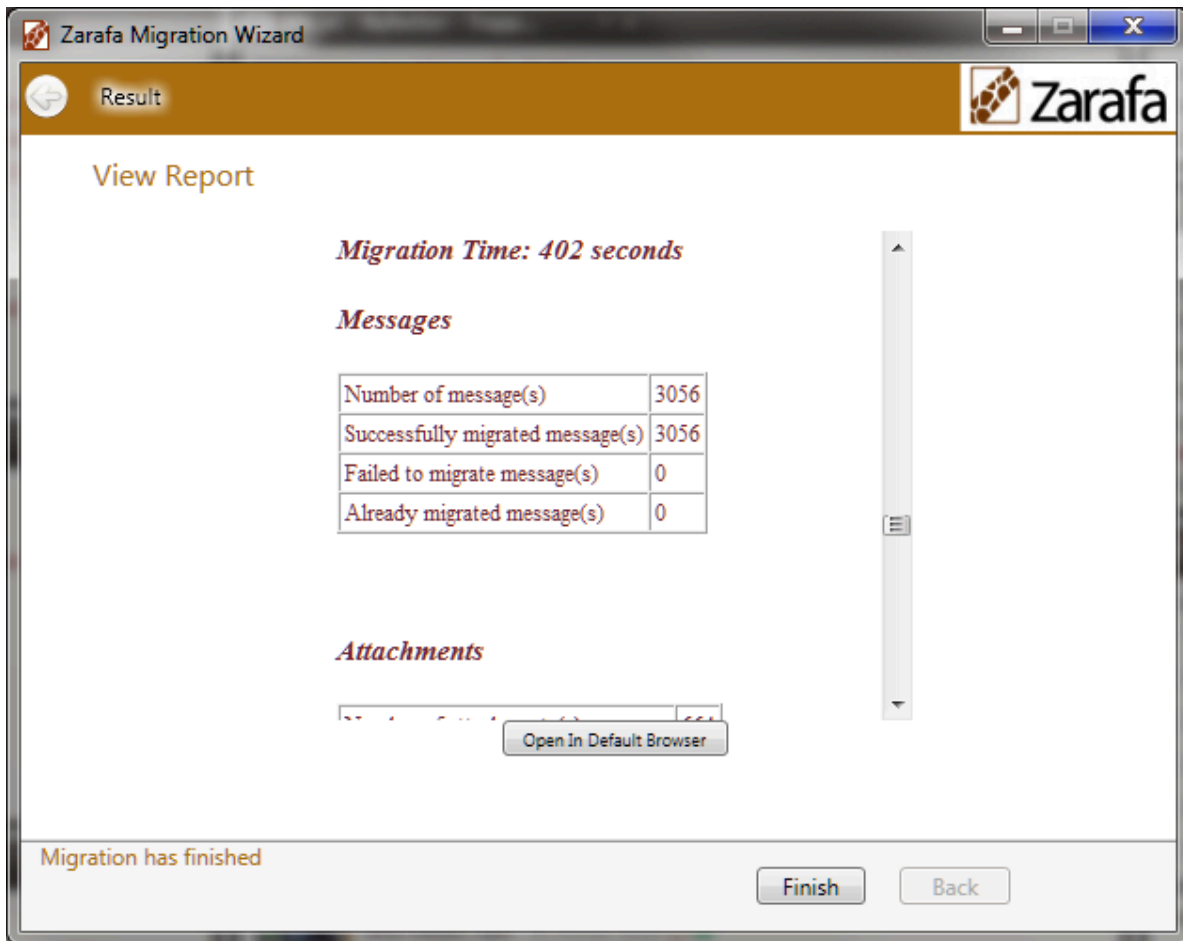 Zarafa Migration Wizard
Result
Zarafa
View Report
Migration Time: 402 seconds
Messages
Number of message(s) 3056
Successfully migrated message(s) 3056
Failed to migrate message(s) 0
Already migrated message(s) 0
Attachments
Open In Default Browser
Migration has finished
Finish
Back